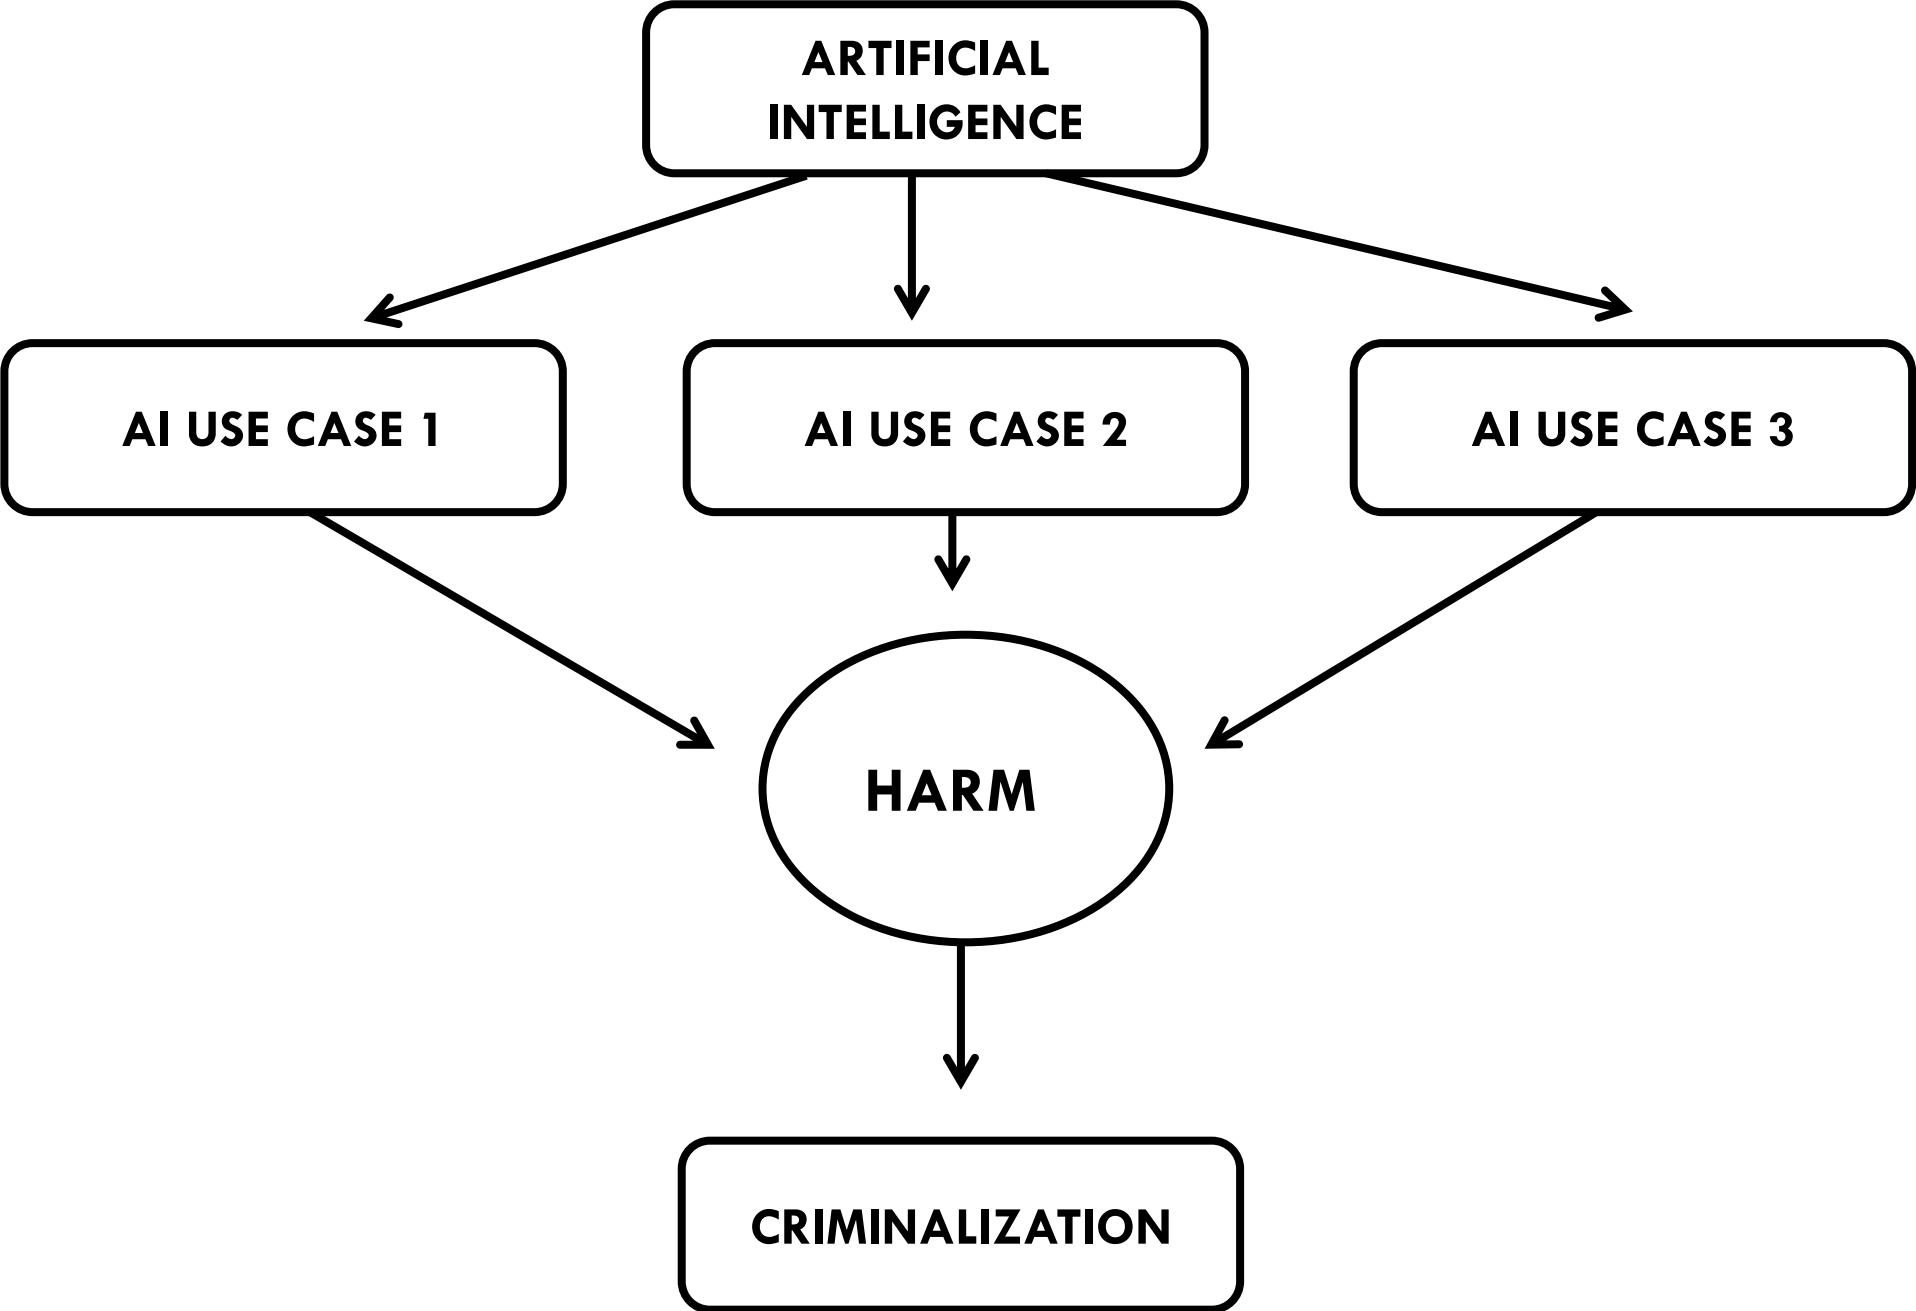 ARTIFICIAL
INTELLIGENCE
AI USE CASE 1
AI USE CASE 2
AI USE CASE 3
HARM
CRIMINALIZATION